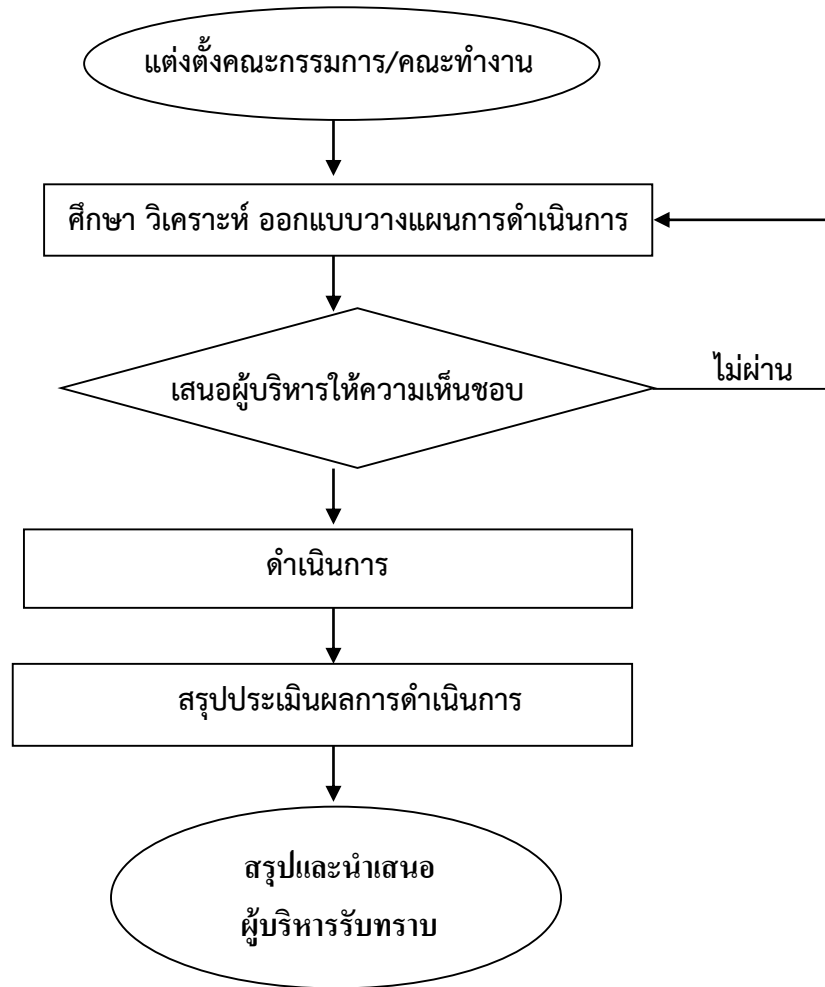 แต่งตั้งคณะกรรมการ/คณะทำงาน
ศึกษา วิเคราะห์ ออกแบบวางแผนการดำเนินการ
เสนอผู้บริหารให้ความเห็นชอบ
ไม่ผ่าน
ดำเนินการ
สรุปประเมินผลการดำเนินการ
สรุปและนำเสนอ
ผู้บริหารรับทราบ